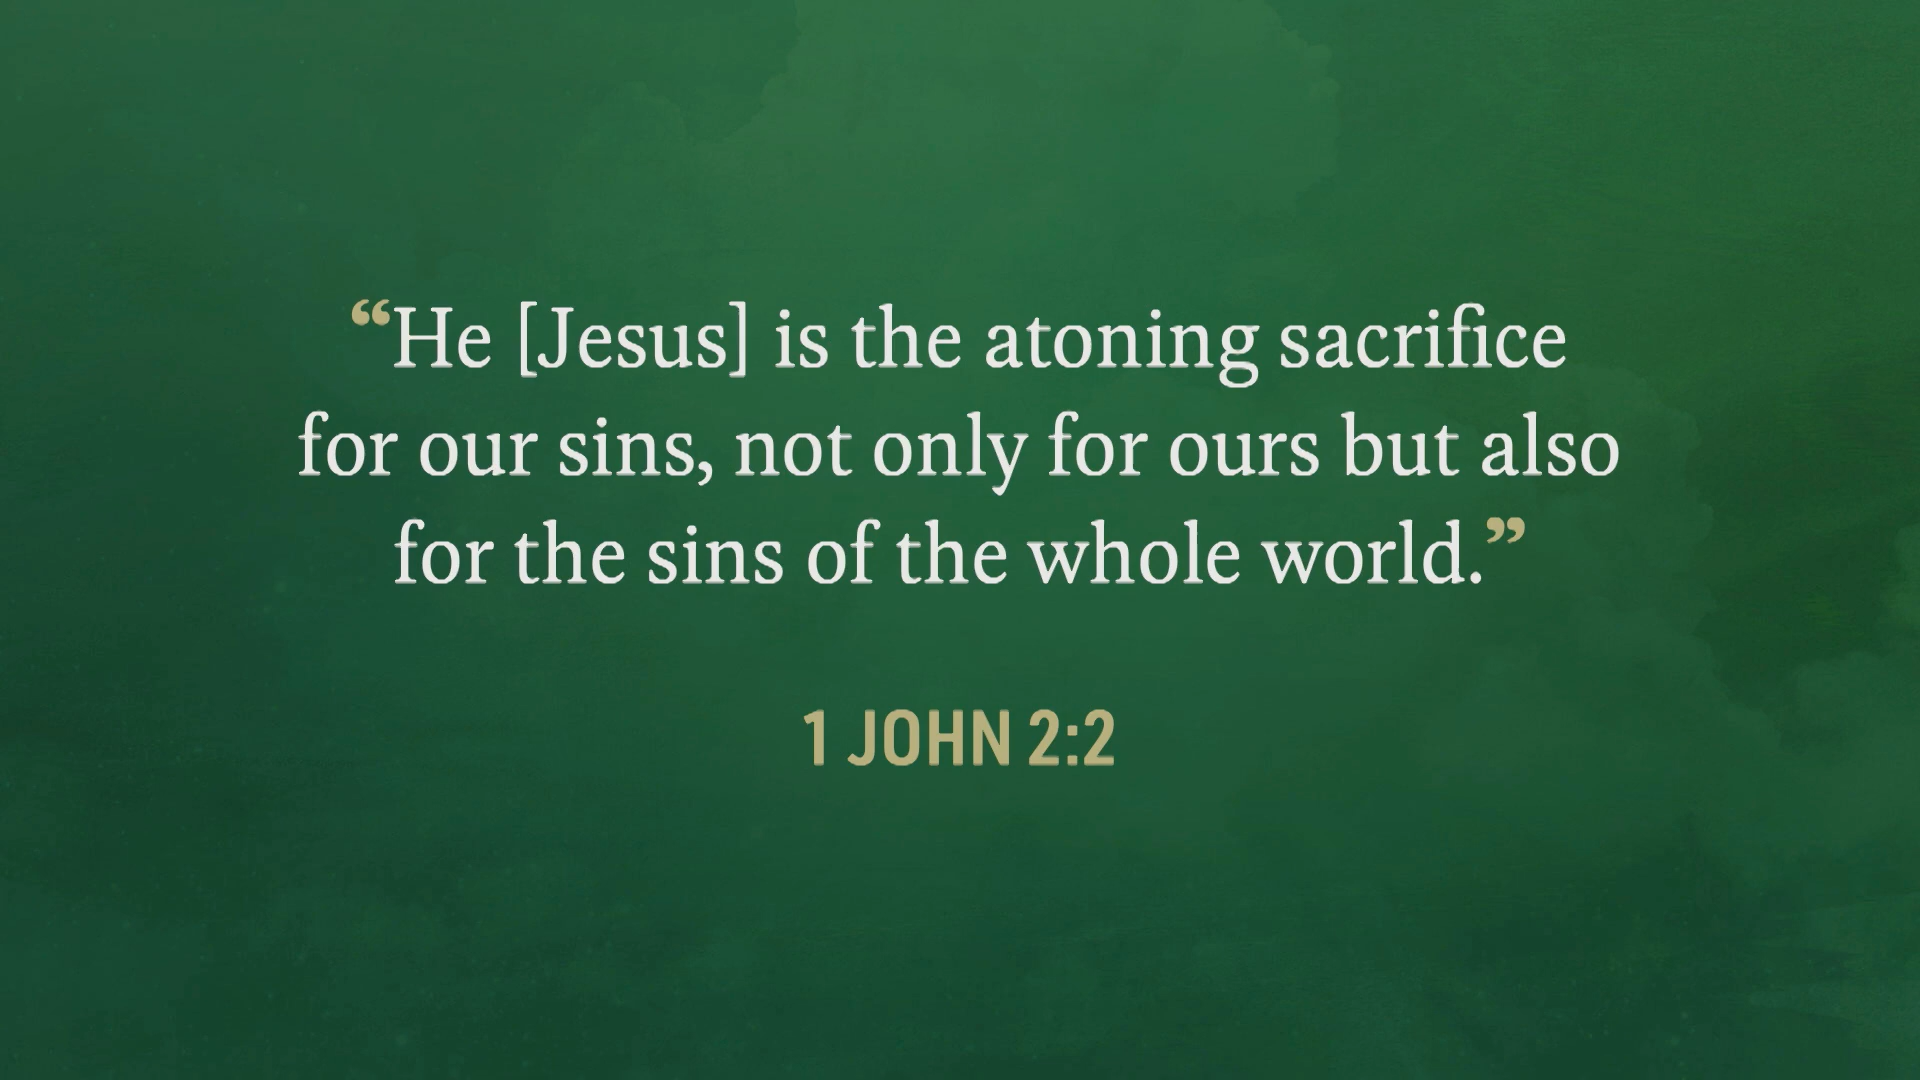 “He [Jesus] is the atoning sacrifice
for our sins, not only for ours but also
for the sins of the whole world.”
1 JOHN 2:2